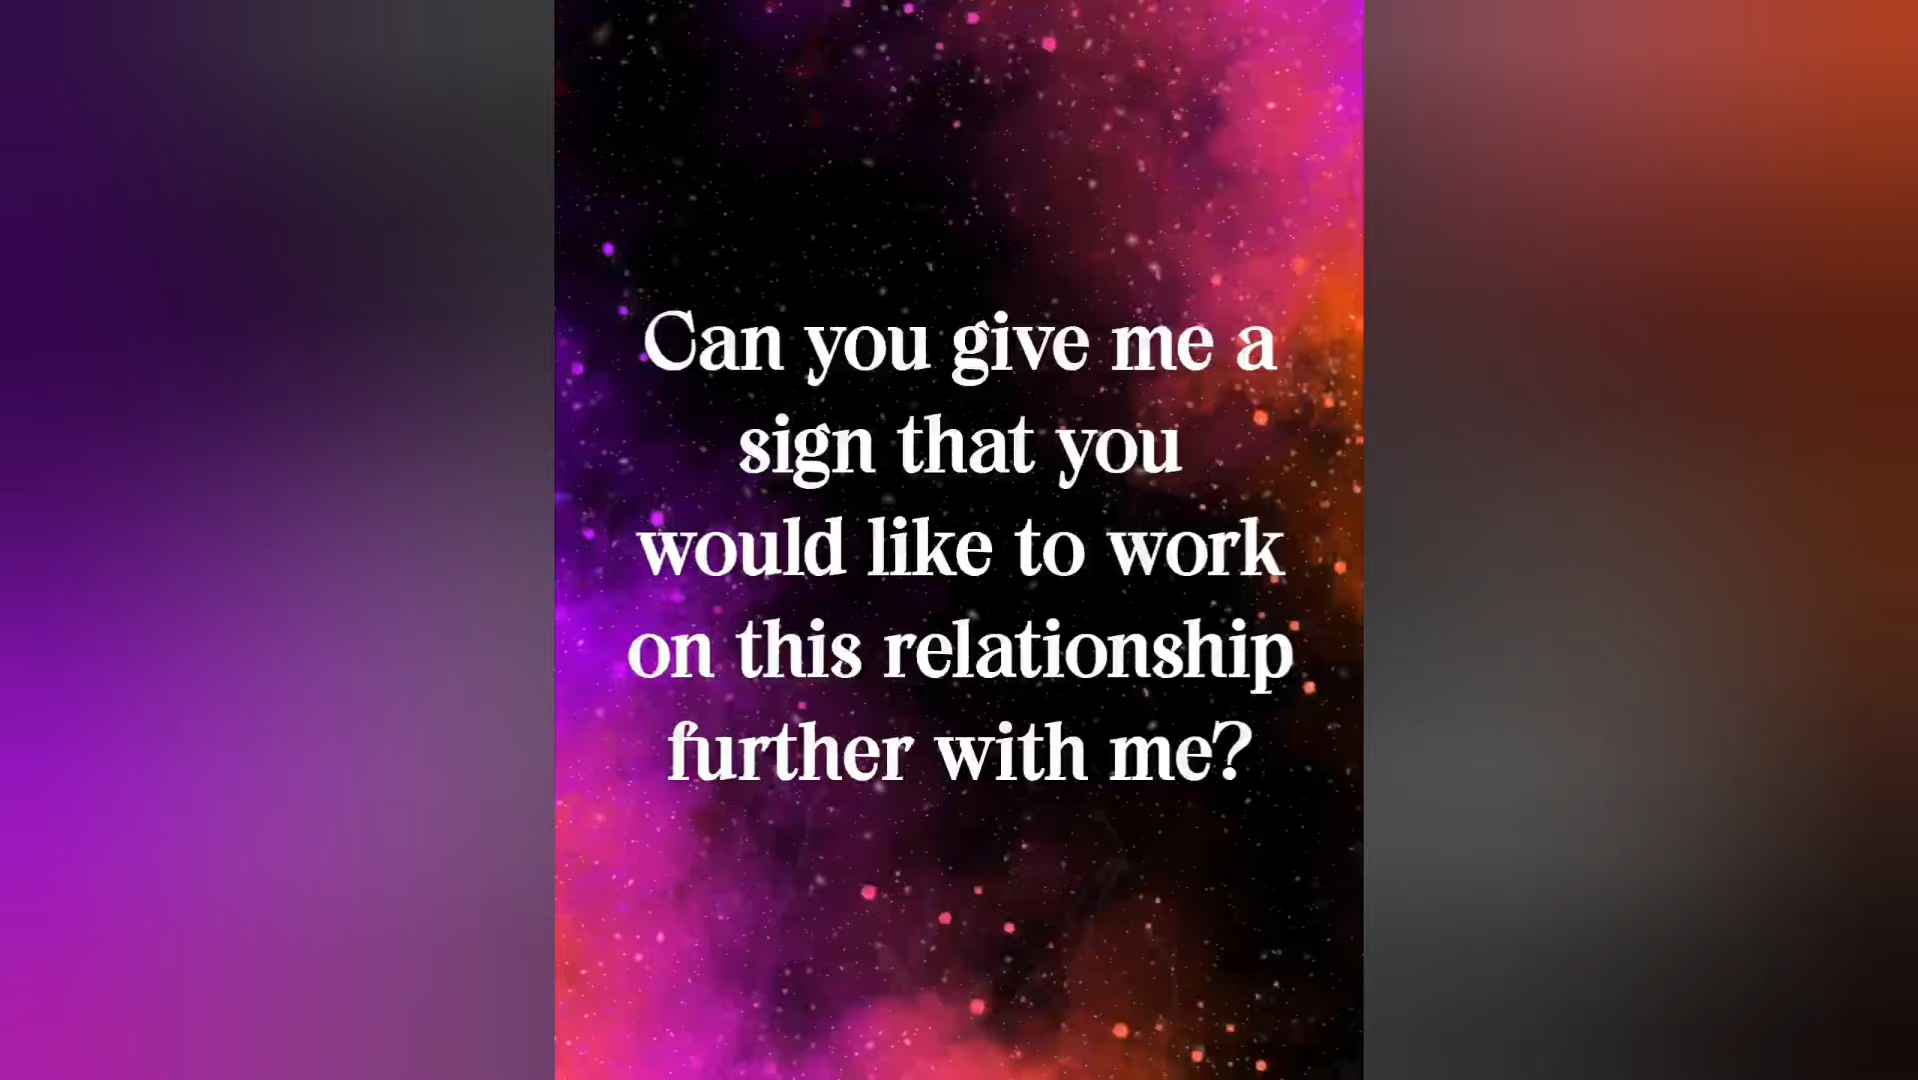 Can you give me a
sign that you
would like to work
on this relationship
further with me?